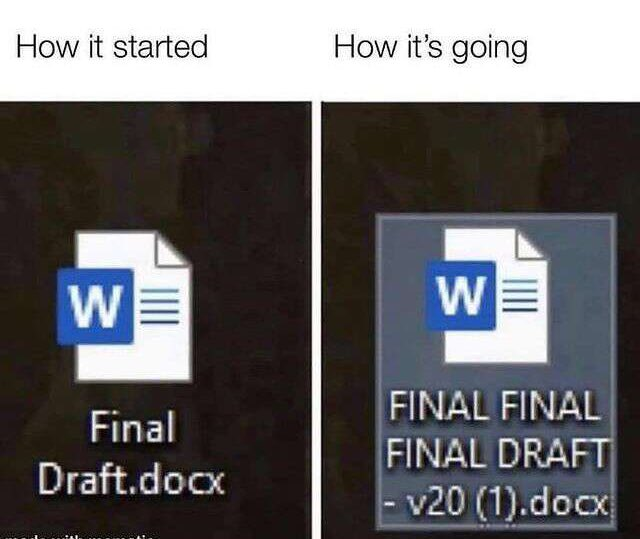 How it started
How it's going
W
Final
Draft.docx
W
FINAL FINAL
FINAL DRAFT
- v20 (1).docx